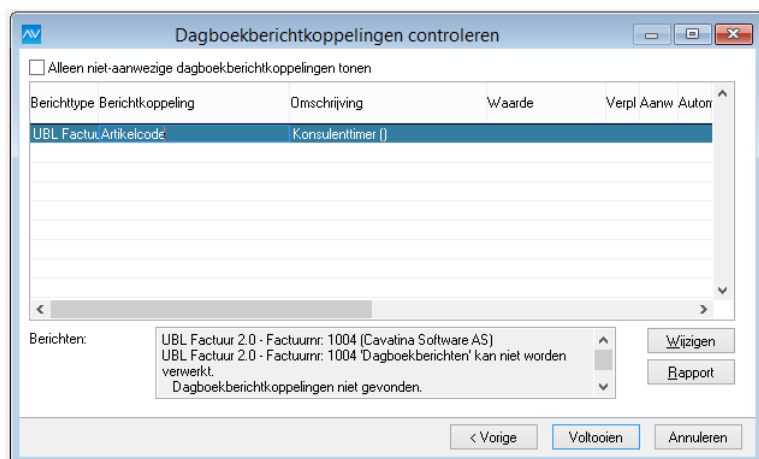 Dagboekberichtkoppelingen controleren
Alleen niet-aanwezige dagboekberichtkoppelingen tonen
Berichttype Berichtkoppeling Omschrijving Waarde Verpl Aanw Autom
UBL Factuu Artikelcode Konsulenttimer ()
Berichten:
UBL Factuur 2.0 - Factuurnr: 1004 (Cavatina Software AS)
UBL Factuur 2.0 - Factuurnr: 1004 'Dagboekberichten' kan niet worden
verwerkt.
Dagboekberichtkoppelingen niet gevonden.
Wijzigen
Rapport
< Vorige Voltooien Annuleren